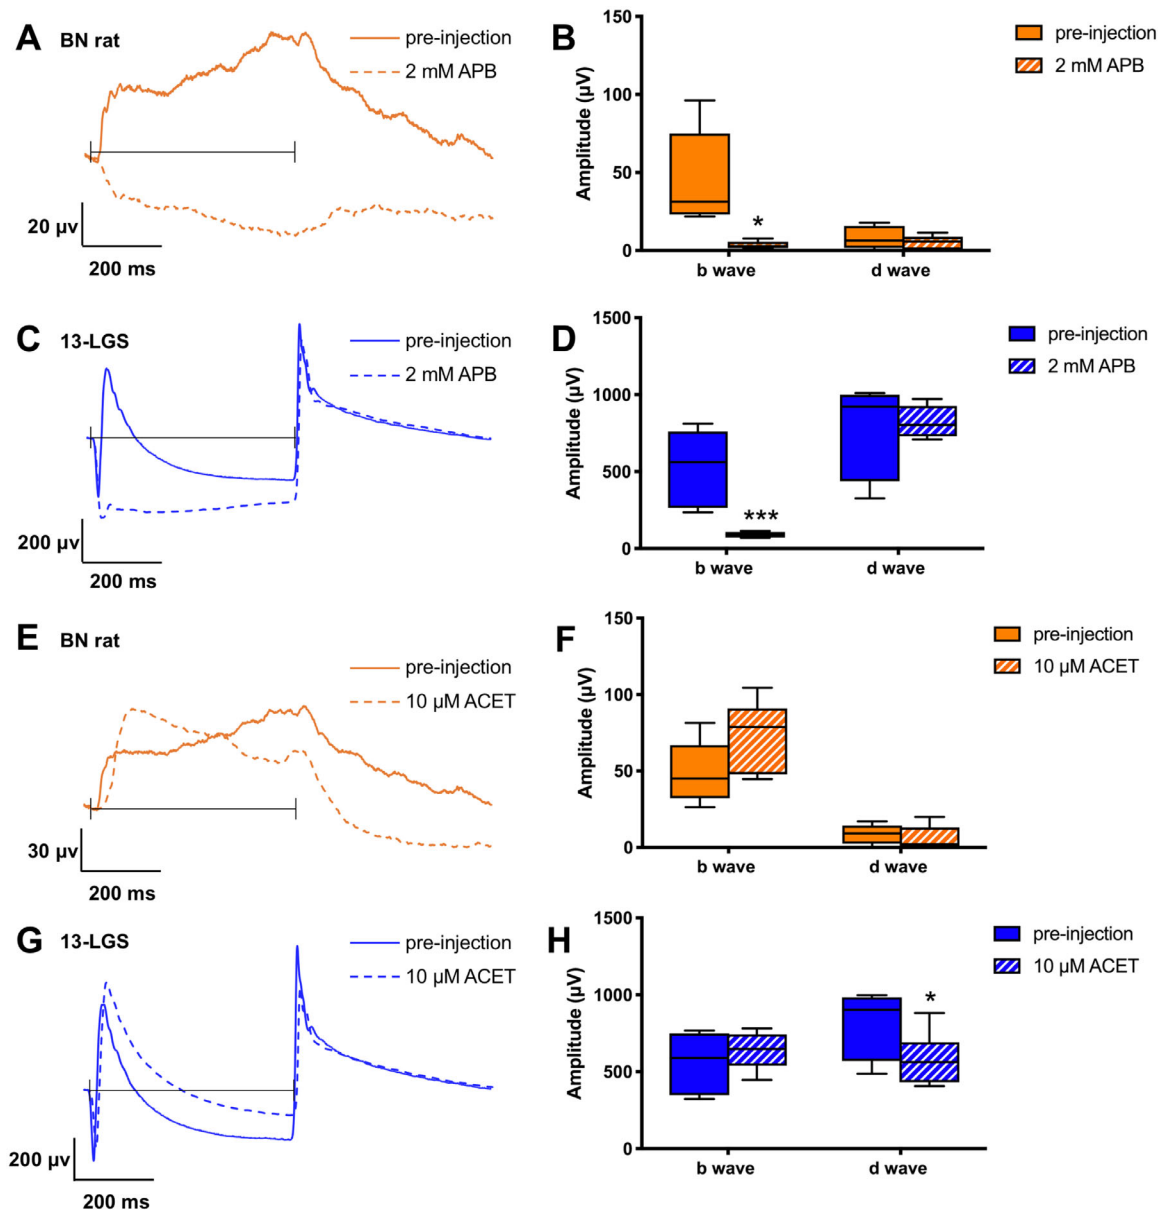 A BN rat
pre-injection
2 mM APB
20 μv
200 ms
B
150
100
50
0
Amplitude (μV)
*
b wave
d wave
pre-injection
2 mM APB
C 13-LGS
pre-injection
2 mM APB
200 μv
200 ms
D
1500
1000
500
0
Amplitude (μV)
***
b wave
d wave
pre-injection
2 mM APB
E BN rat
pre-injection
10 μM ACET
30 μv
200 ms
F
150
100
50
0
Amplitude (μV)
b wave
d wave
pre-injection
10 μM ACET
G 13-LGS
pre-injection
10 μM ACET
200 μv
200 ms
H
1500
1000
500
0
Amplitude (μV)
*
b wave
d wave
pre-injection
10 μM ACET